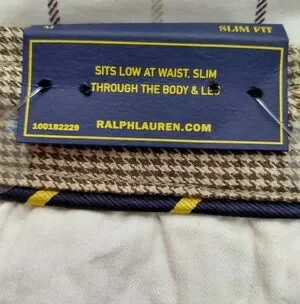 SLIM FIT
SITS LOW AT WAIST. SLIM
THROUGH THE BODY & LEG
100182229
RALPHLAUREN.COM